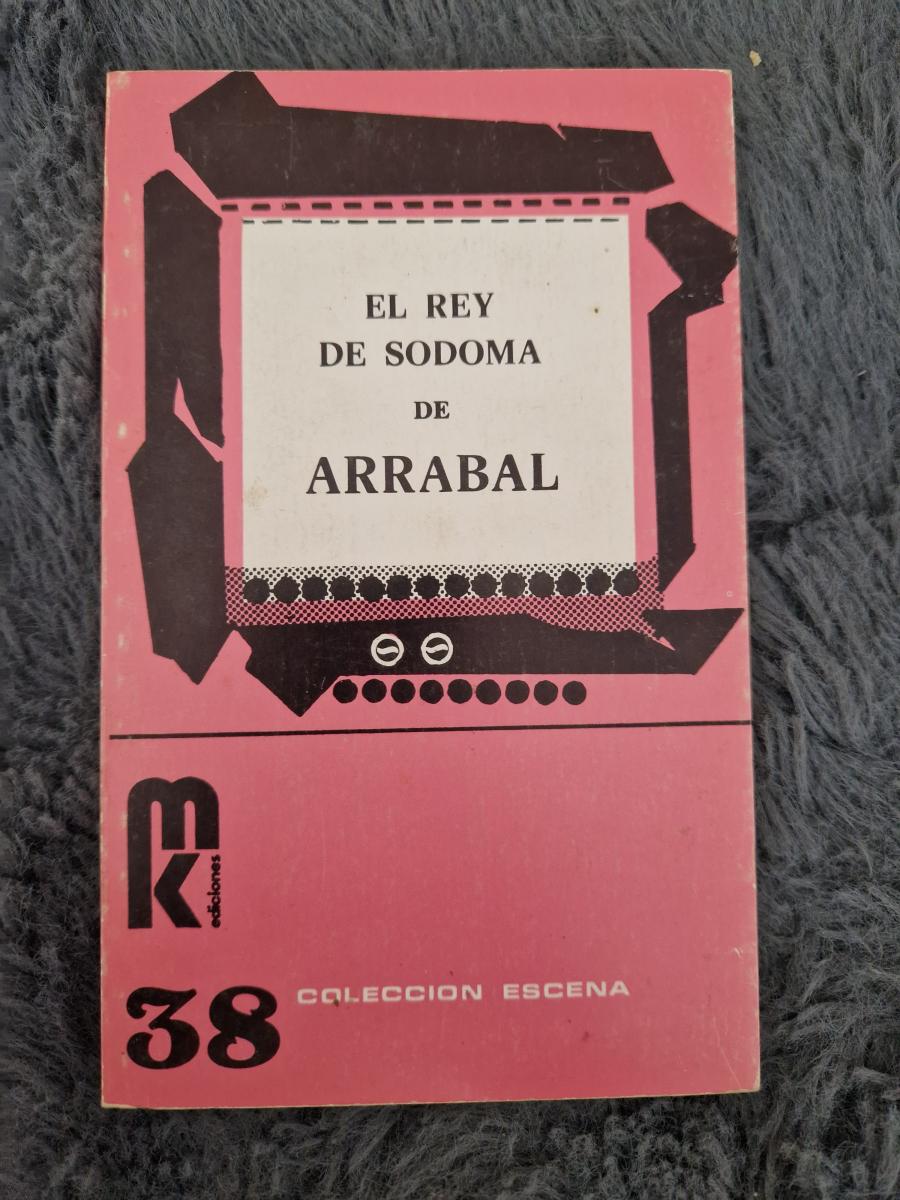 EL REY
DE SODOMA
DE
ARRABAL
mk
ediciones
38
COLECCION ESCENA